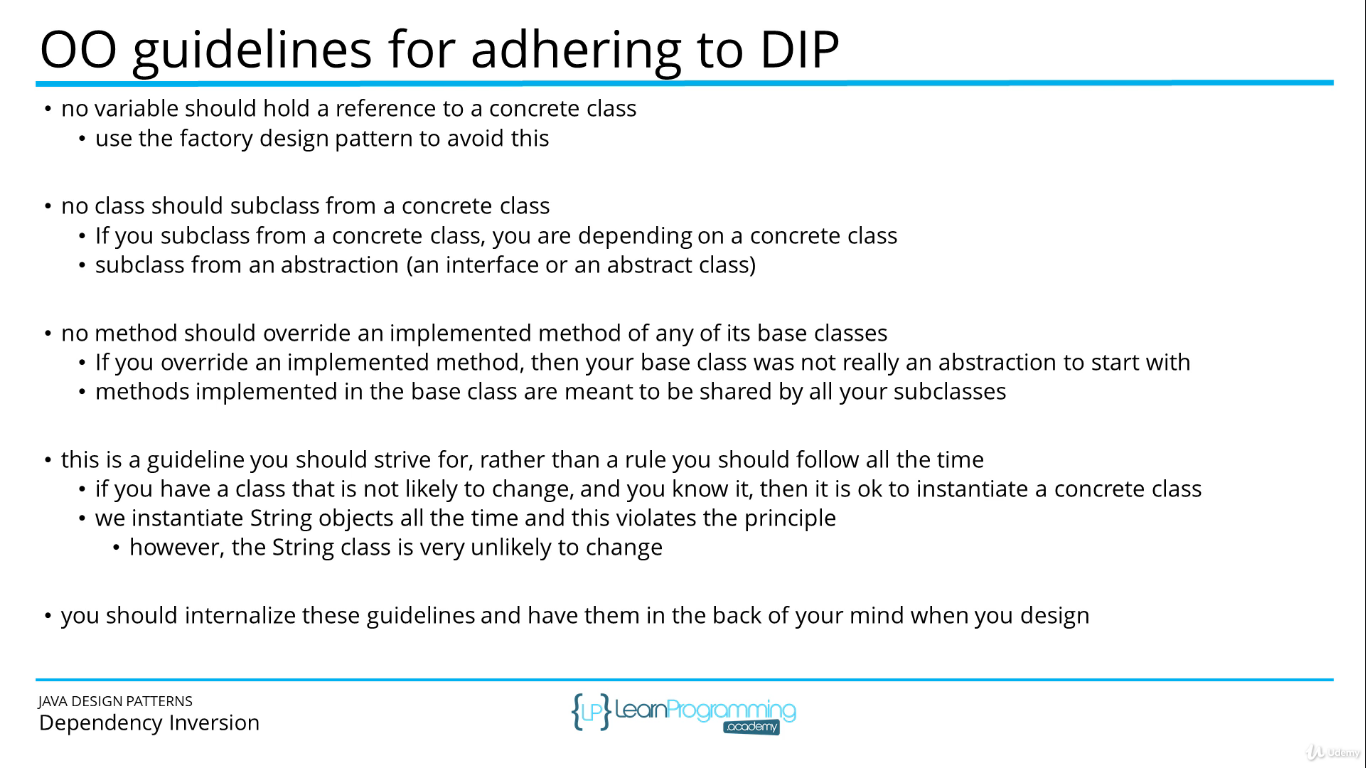 OO guidelines for adhering to DIP
• no variable should hold a reference to a concrete class
• use the factory design pattern to avoid this
• no class should subclass from a concrete class
• If you subclass from a concrete class, you are depending on a concrete class
• subclass from an abstraction (an interface or an abstract class)
• no method should override an implemented method of any of its base classes
• If you override an implemented method, then your base class was not really an abstraction to start with
• methods implemented in the base class are meant to be shared by all your subclasses
• this is a guideline you should strive for, rather than a rule you should follow all the time
• if you have a class that is not likely to change, and you know it, then it is ok to instantiate a concrete class
• we instantiate String objects all the time and this violates the principle
• however, the String class is very unlikely to change
• you should internalize these guidelines and have them in the back of your mind when you design
JAVA DESIGN PATTERNS
Dependency Inversion
{LP} LearnProgramming
.academy
Udemy